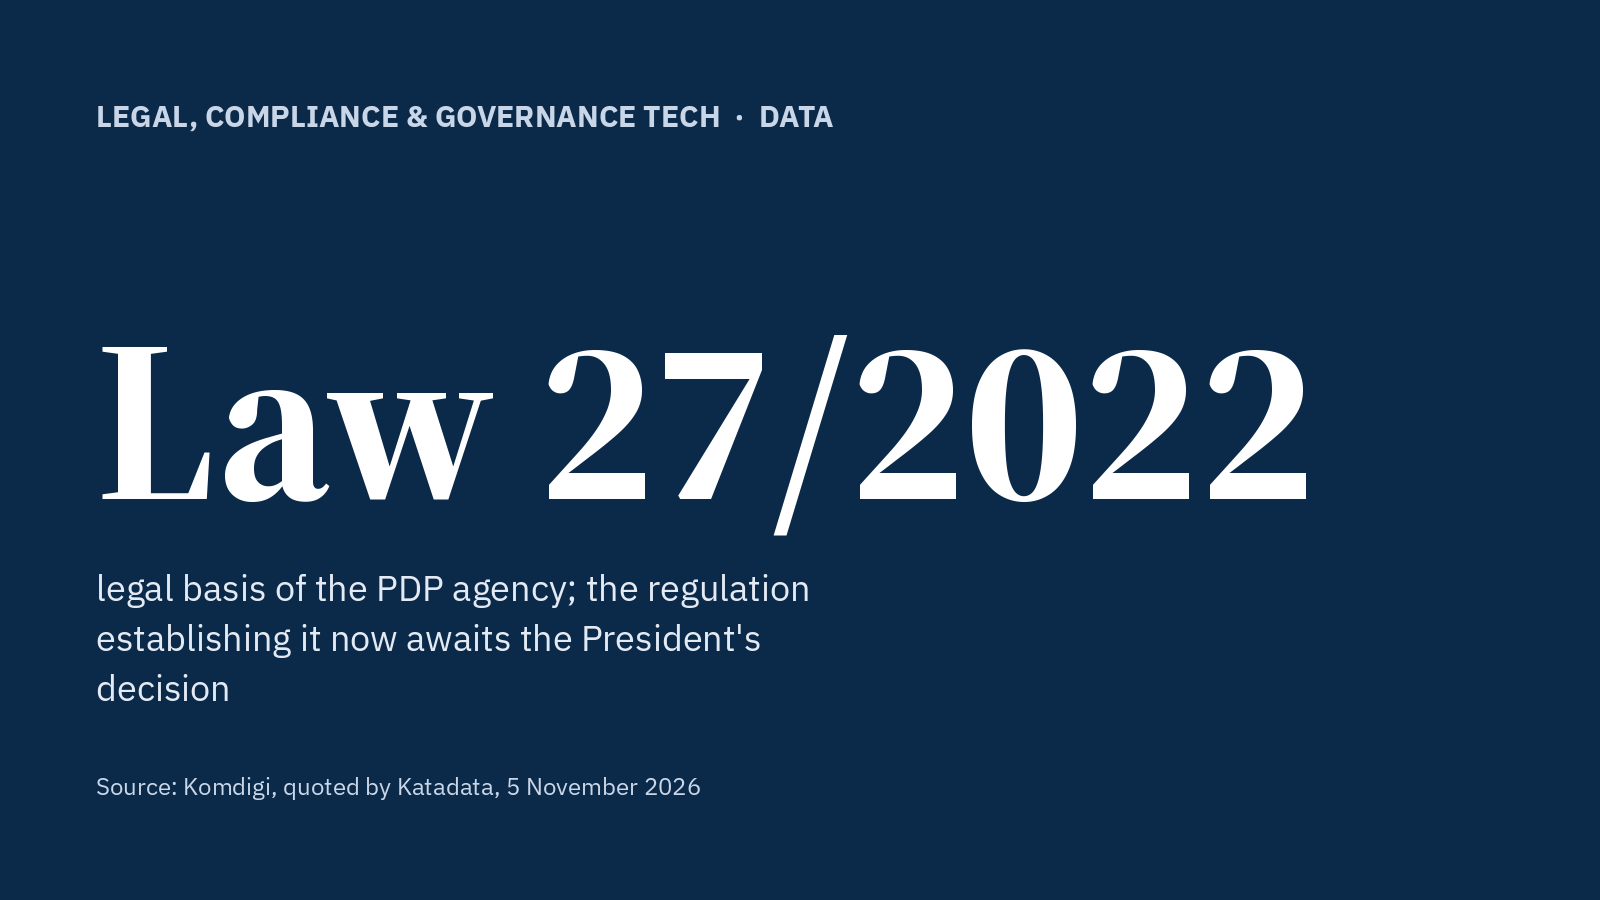 LEGAL, COMPLIANCE & GOVERNANCE TECH · DATA
Law 27/2022
legal basis of the PDP agency; the regulation
establishing it now awaits the President's
decision
Source: Komdigi, quoted by Katadata, 5 November 2026